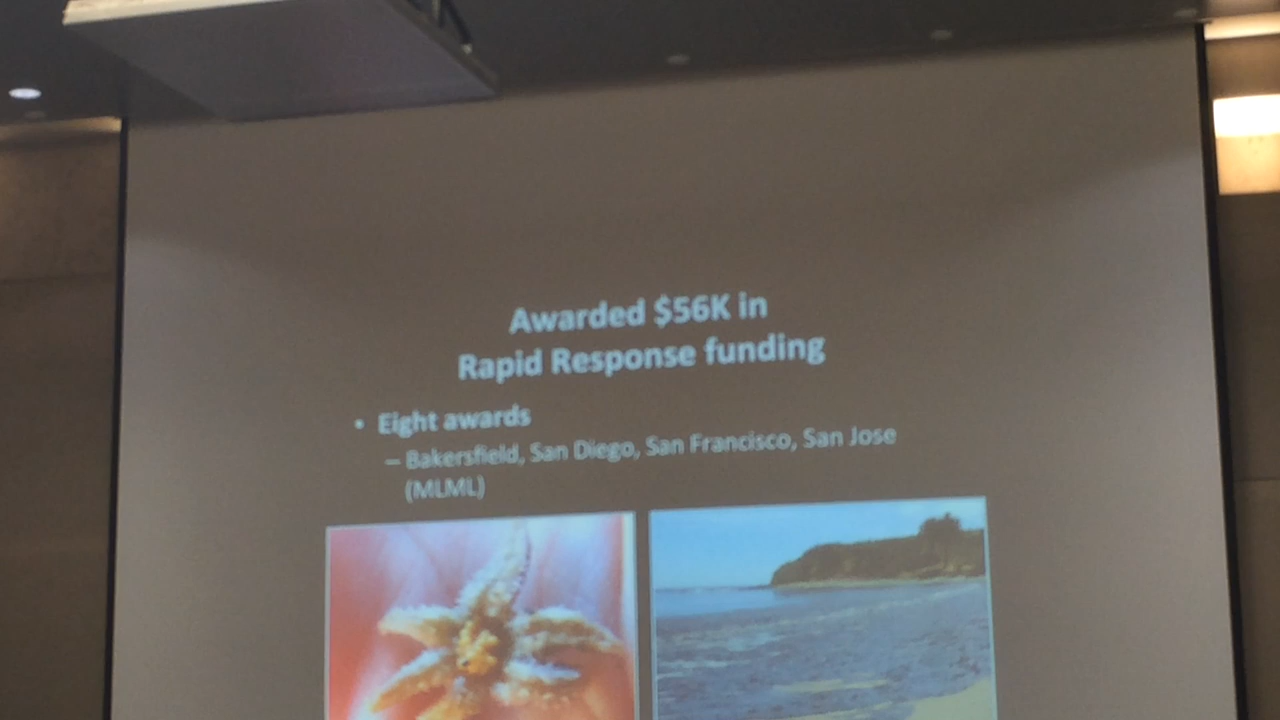 Awarded $56K in
Rapid Response funding
• Eight awards
– Bakersfield, San Diego, San Francisco, San Jose
(MLML)